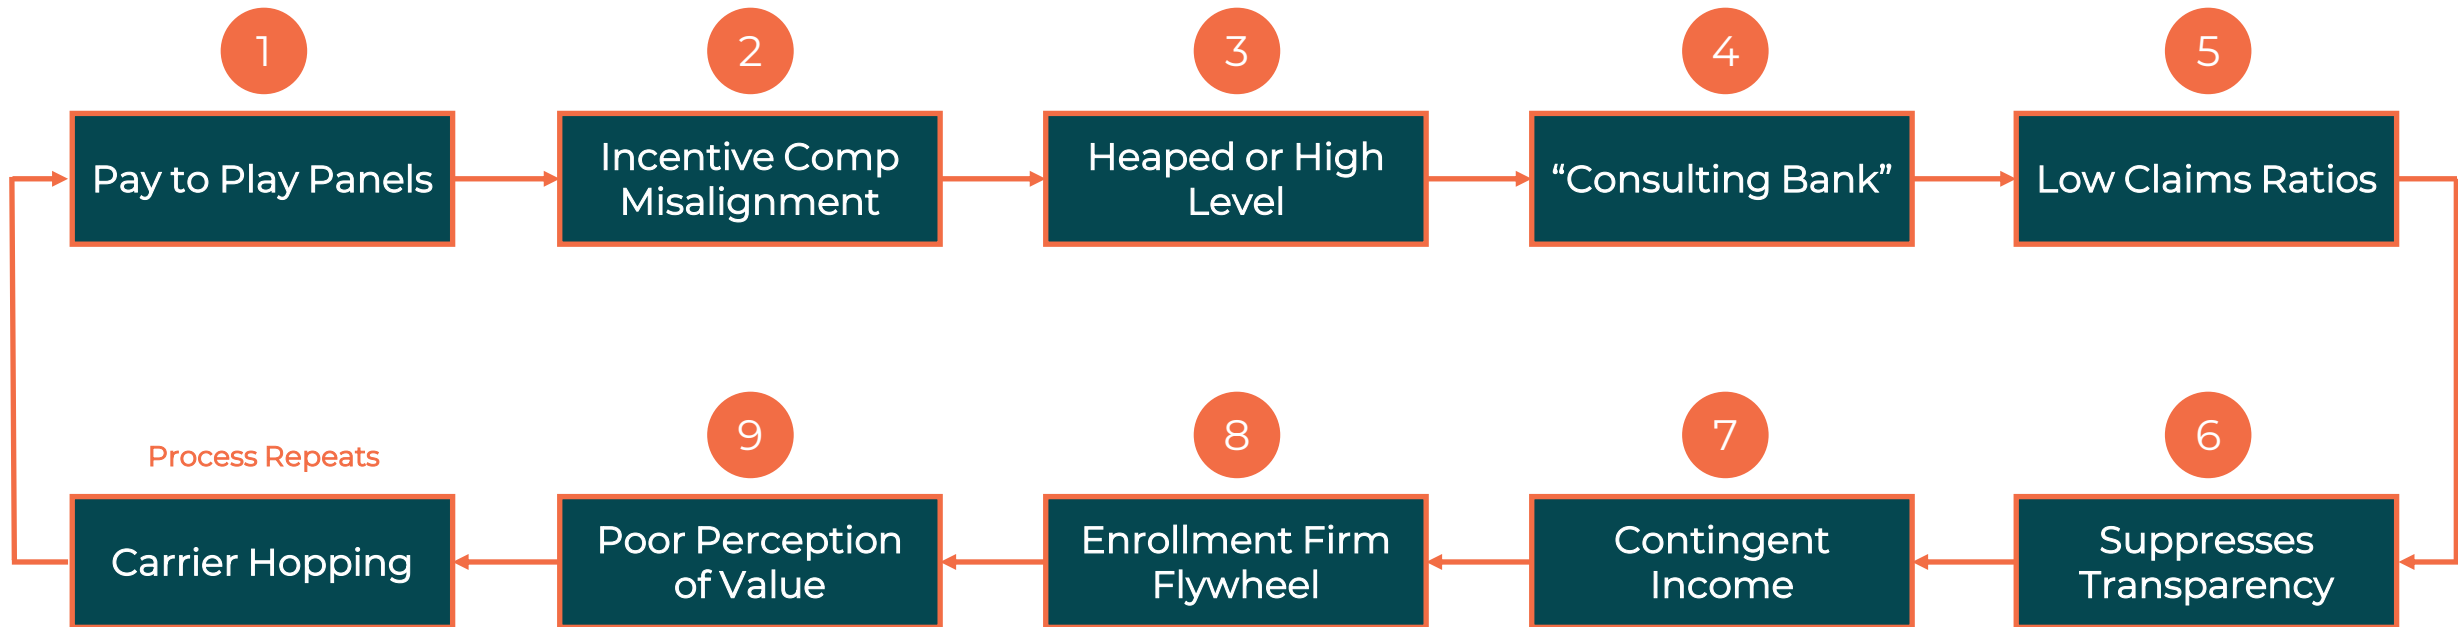 1
2
3
4
5
Pay to Play Panels
Incentive Comp
Misalignment
Heaped or High
Level
“Consulting Bank”
Low Claims Ratios
6
7
8
9
Process Repeats
Suppresses
Transparency
Contingent
Income
Enrollment Firm
Flywheel
Poor Perception
of Value
Carrier Hopping